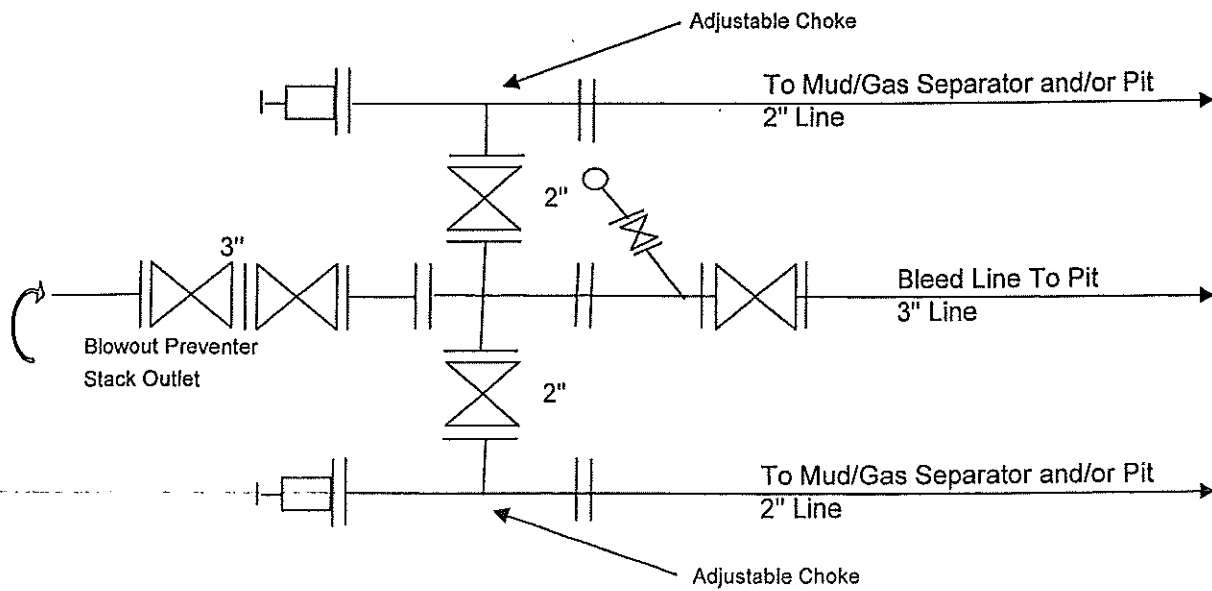 Adjustable Choke
To Mud/Gas Separator and/or Pit
2" Line
2"
3"
Bleed Line To Pit
3" Line
Blowout Preventer
Stack Outlet
2"
To Mud/Gas Separator and/or Pit
2" Line
Adjustable Choke